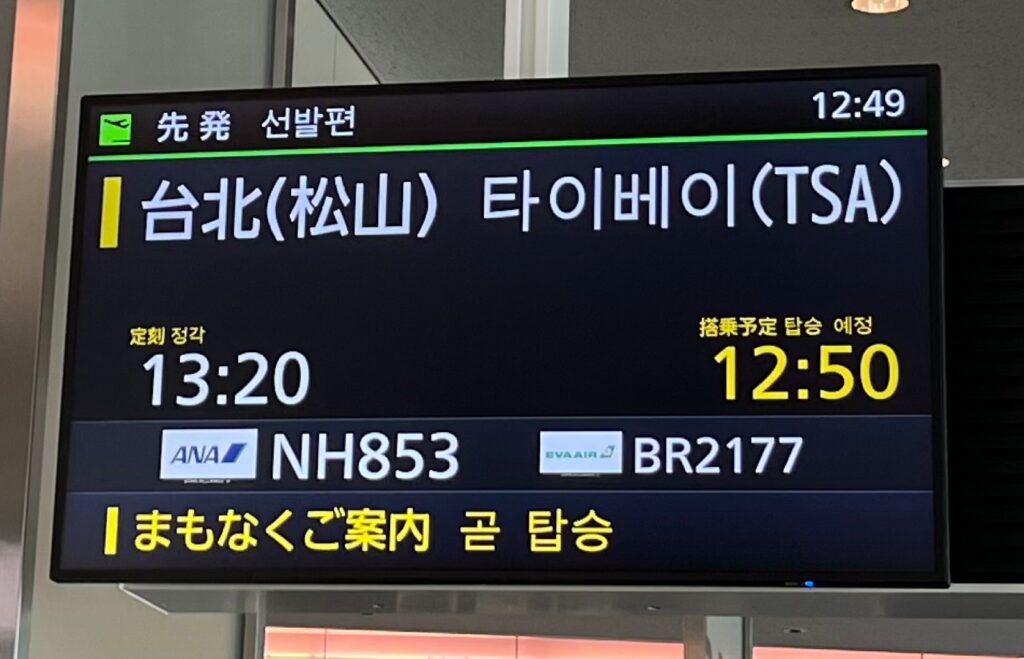 先発 선발편 12:49
台北(松山) 타이베이(TSA)
定刻 정각 搭乗予定 탑승 예정
13:20 12:50
ANA NH853 EVA AIR BR2177
まもなくご案内 곧 탑승